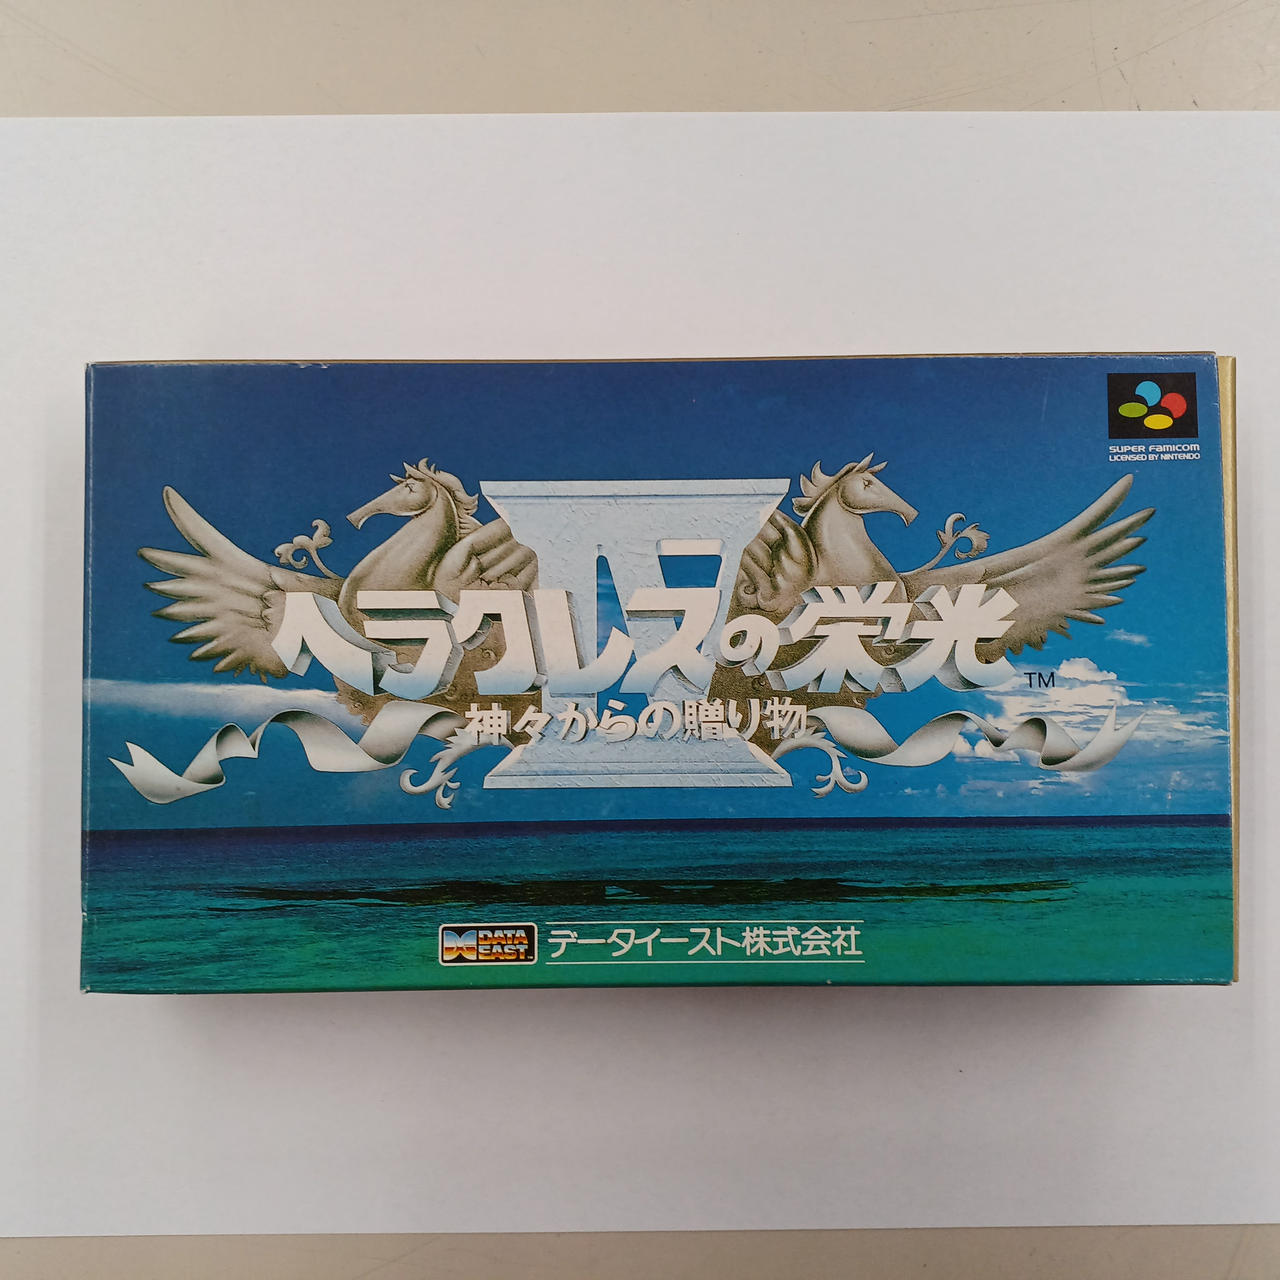 SUPER FAMICOM
LICENSED BY NINTENDO
IV
ヘラクレスの栄光
TM
神々からの贈り物
DATA EAST データイースト株式会社